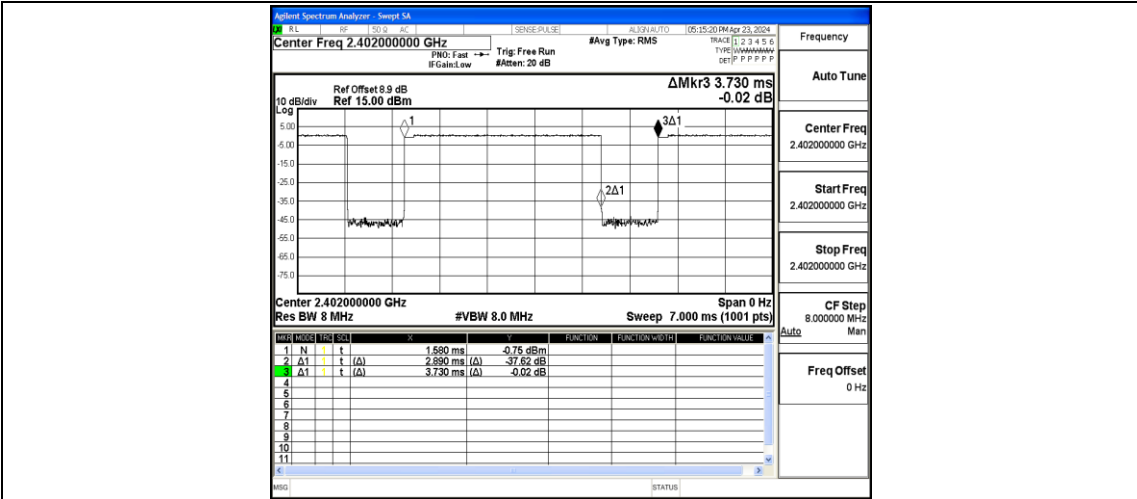 Agilent Spectrum Analyzer - Swept SA
RL RF 50 Ω AC SENSE:PULSE ALIGN AUTO 05:15:20 PM Apr 23, 2024
Center Freq 2.402000000 GHz
PNO: Fast
IFGain:Low
Trig: Free Run
#Atten: 20 dB
#Avg Type: RMS
TRACE 1 2 3 4 5 6
TYPE WWWWWW
DET P P P P P P
Frequency
Auto Tune
Center Freq
2.402000000 GHz
Start Freq
2.402000000 GHz
Stop Freq
2.402000000 GHz
CF Step
8.000000 MHz
Auto Man
Freq Offset
0 Hz
ΔMkr3 3.730 ms
-0.02 dB
Ref Offset 8.9 dB
10 dB/div Ref 15.00 dBm
Log
5.00
-5.00
-15.0
-25.0
-35.0
-45.0
-55.0
-65.0
-75.0
1
3Δ1
2Δ1
Center 2.402000000 GHz Span 0 Hz
Res BW 8 MHz #VBW 8.0 MHz Sweep 7.000 ms (1001 pts)
MKR MODE TRC SCL X Y FUNCTION FUNCTION WIDTH FUNCTION VALUE
1 N 1 t 1.580 ms -0.75 dBm
2 Δ1 1 t (Δ) 2.890 ms (Δ) -37.62 dB
3 Δ1 1 t (Δ) 3.730 ms (Δ) -0.02 dB
4
5
6
7
8
9
10
11
MSG STATUS